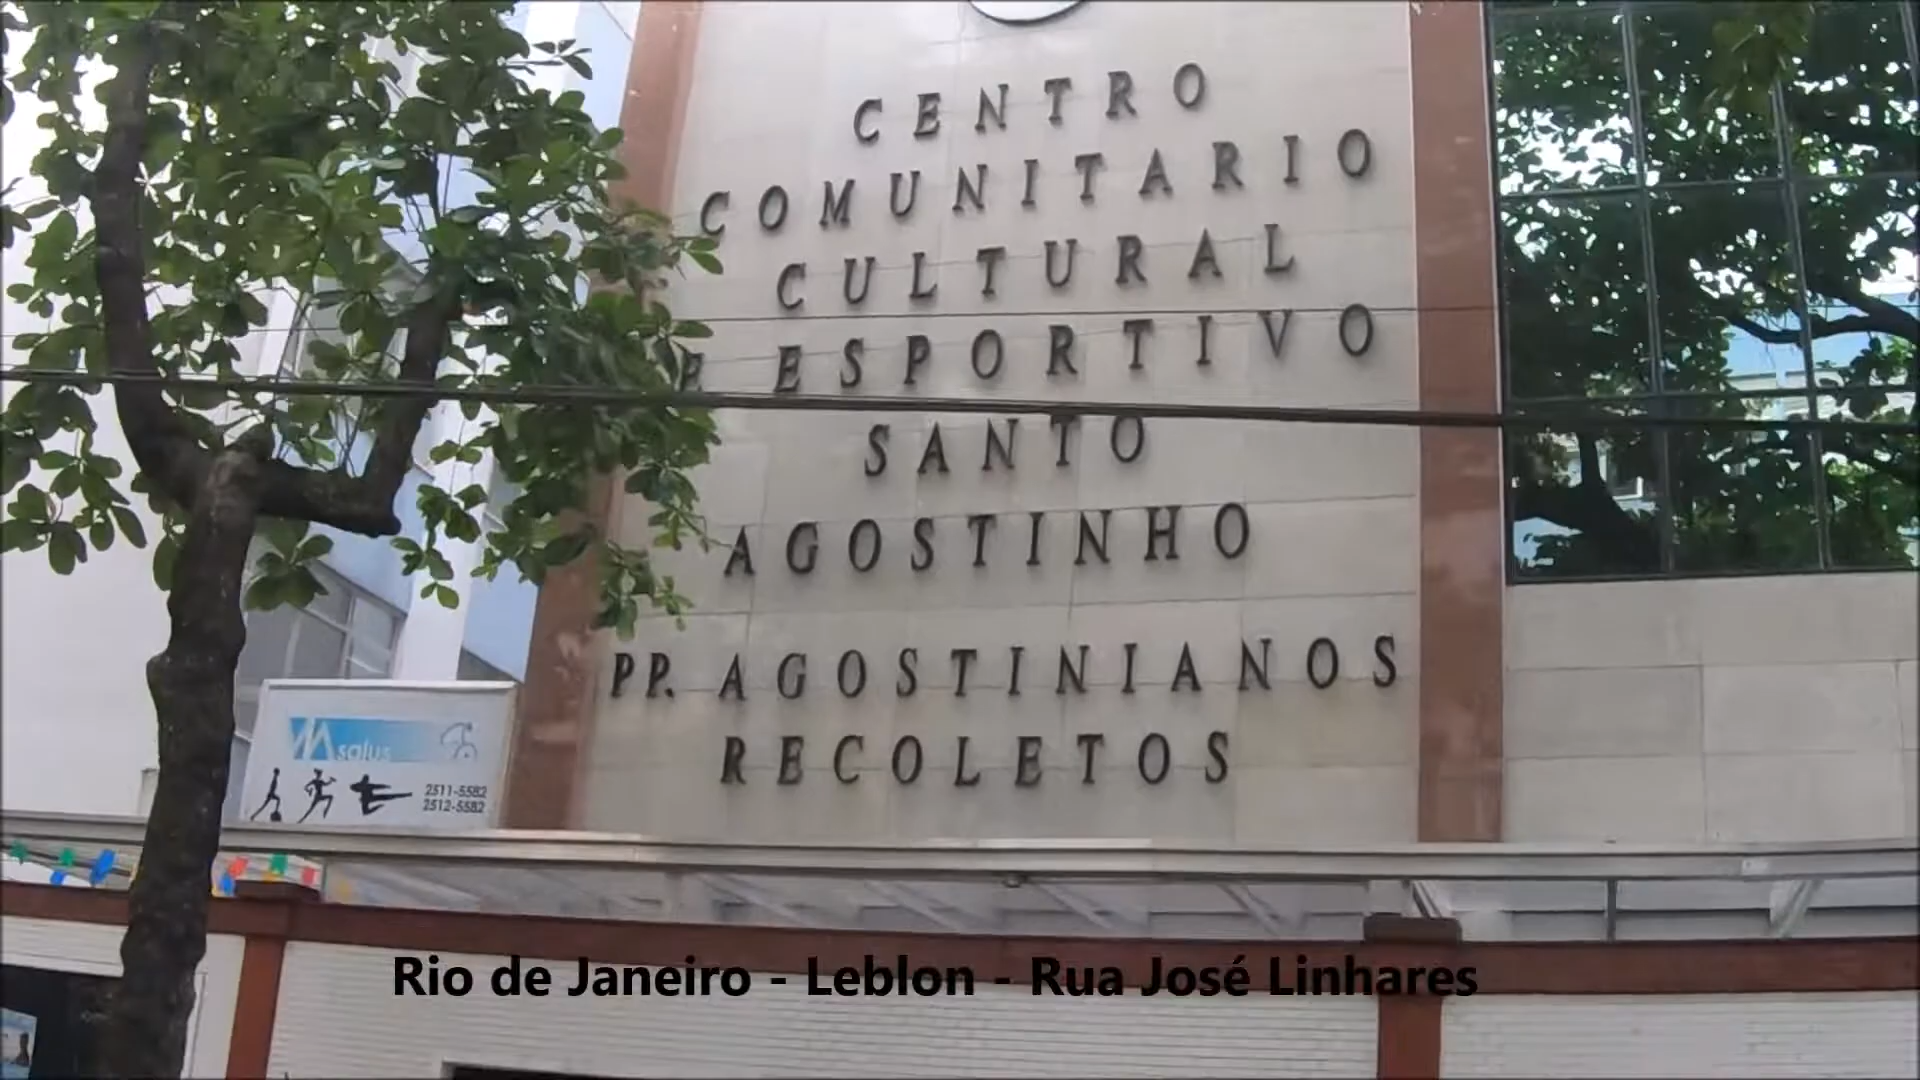 CENTRO
COMUNITARIO
CULTURAL
E ESPORTIVO
SANTO
AGOSTINHO
PP. AGOSTINIANOS
RECOLETOS
salus
2511-5582
2512-5582
Rio de Janeiro - Leblon - Rua José Linhares